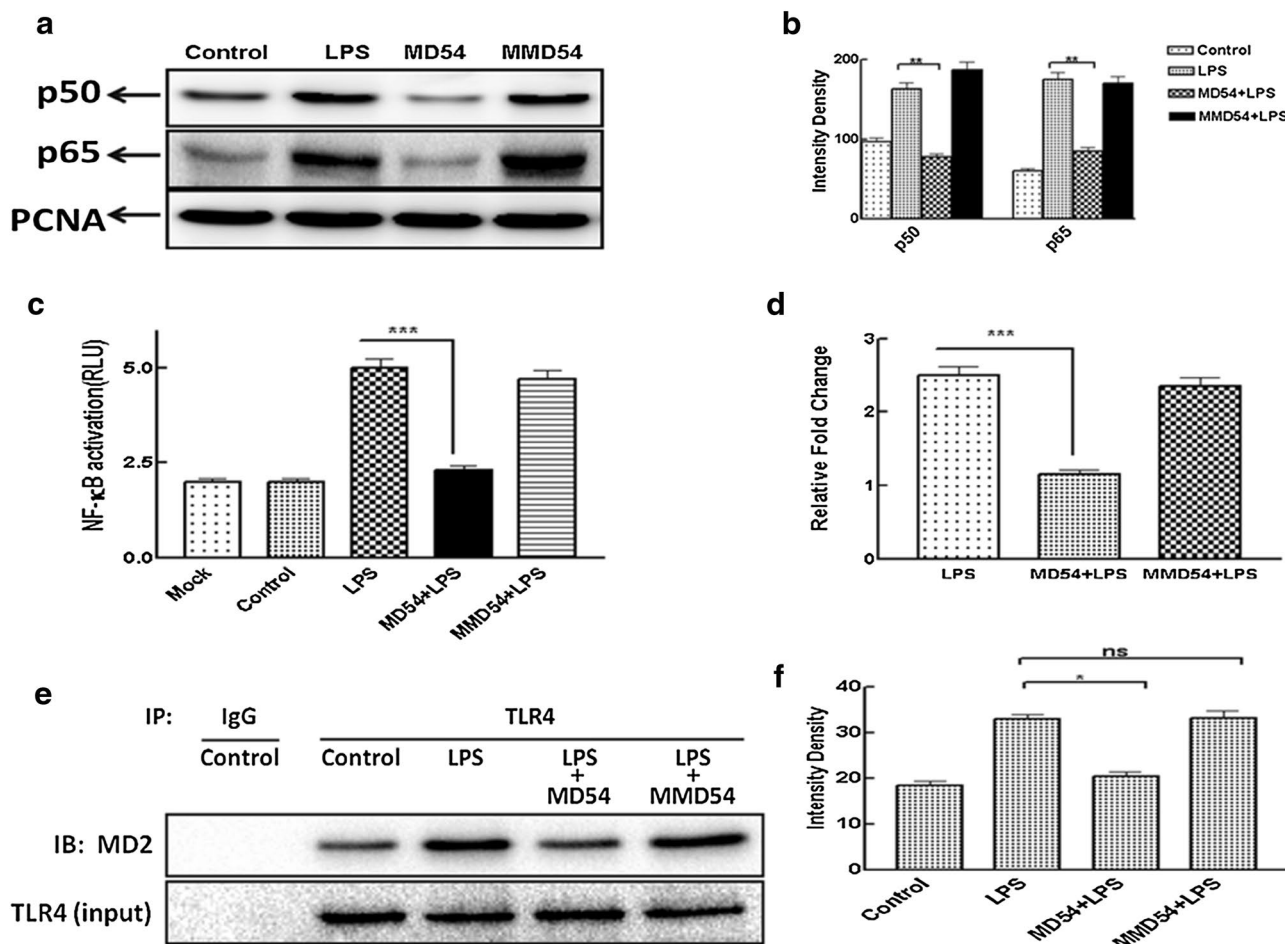 a
Control LPS MD54 MMD54
p50
p65
PCNA
b
200
100
0
Intensity Density
**
**
p50
p65
Control
LPS
MD54+LPS
MMD54+LPS
c
NF-κB activation(RLU)
5.0
2.5
0.0
***
Mock
Control
LPS
MD54+LPS
MMD54+LPS
d
Relative Fold Change
3
2
1
0
***
LPS
MD54+LPS
MMD54+LPS
e
IP: IgG TLR4
Control Control LPS LPS + MD54 LPS + MMD54
IB: MD2
TLR4 (input)
f
Intensity Density
40
30
20
10
0
ns
*
Control
LPS
MD54+LPS
MMD54+LPS